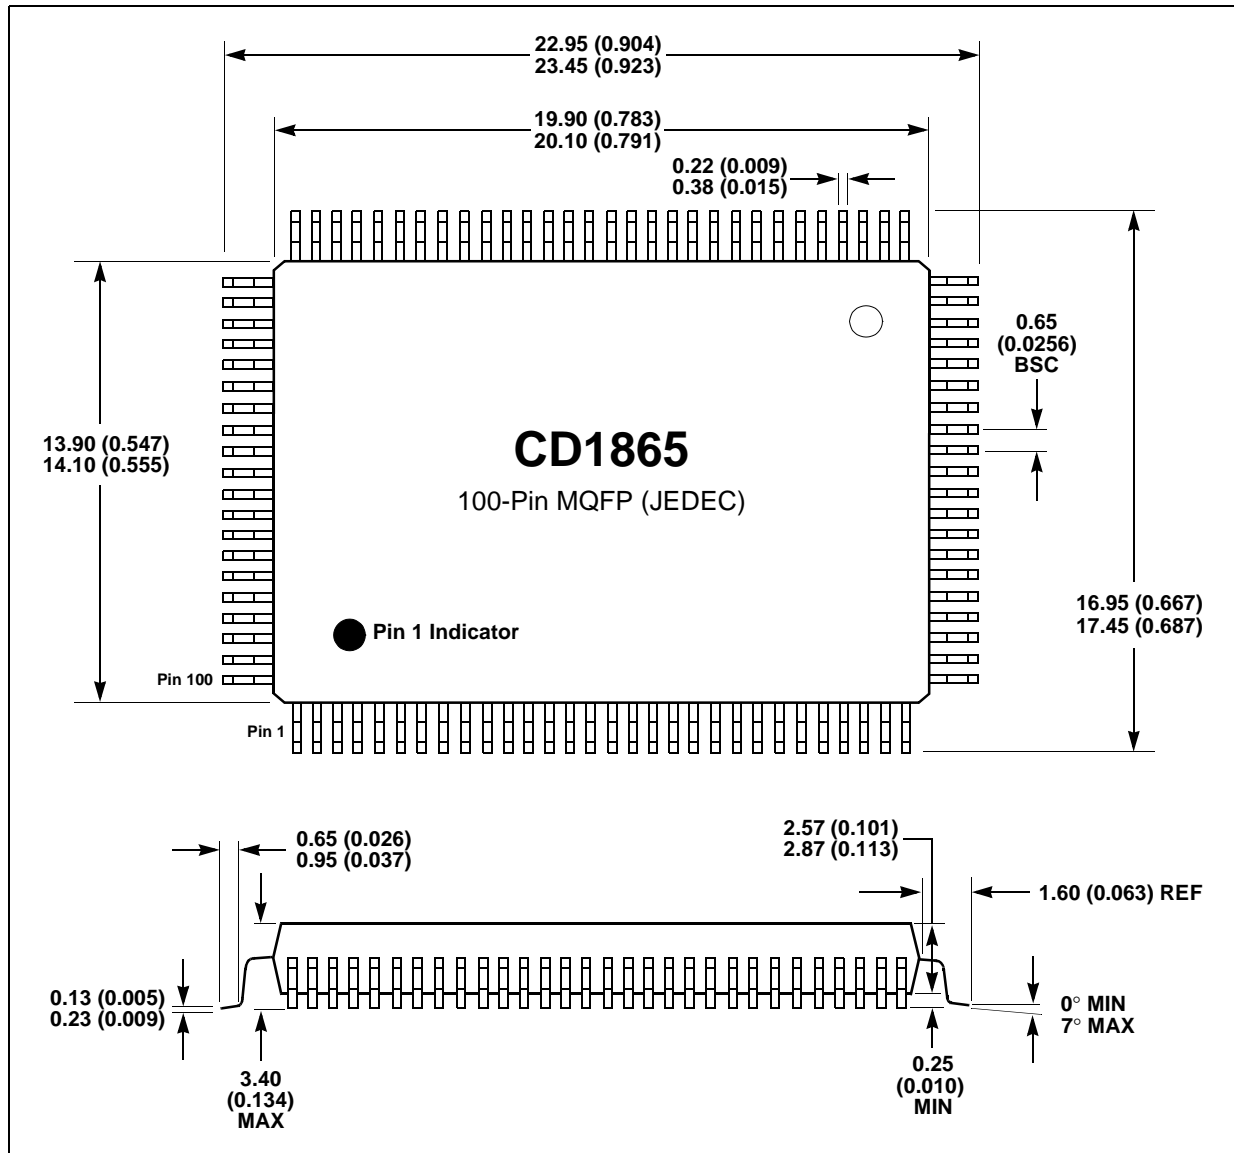 22.95 (0.904)
23.45 (0.923)
19.90 (0.783)
20.10 (0.791)
0.22 (0.009)
0.38 (0.015)
0.65
(0.0256)
BSC
13.90 (0.547)
14.10 (0.555)
CD1865
100-Pin MQFP (JEDEC)
16.95 (0.667)
17.45 (0.687)
Pin 1 Indicator
Pin 100
Pin 1
0.65 (0.026)
0.95 (0.037)
2.57 (0.101)
2.87 (0.113)
1.60 (0.063) REF
0.13 (0.005)
0.23 (0.009)
0° MIN
7° MAX
3.40
(0.134)
MAX
0.25
(0.010)
MIN